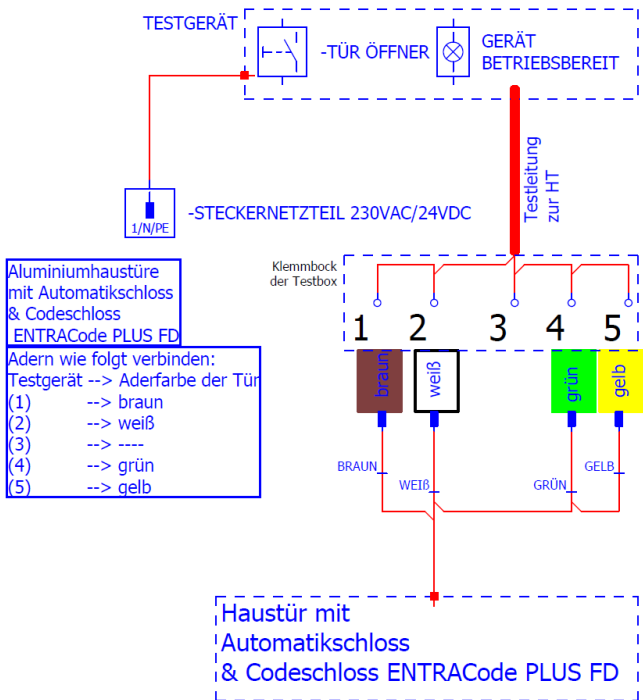 TESTGERÄT
-TÜR ÖFFNER
GERÄT
BETRIEBSBEREIT
Testleitung
zur HT
1/N/PE
-STECKERNETZTEIL 230VAC/24VDC
Klemmbock
der Testbox
Aluminiumhaustüre
mit Automatikschloss
& Codeschloss
ENTRACode PLUS FD
1 2 3 4 5
braun weiß grün gelb
Adern wie folgt verbinden:
Testgerät --> Aderfarbe der Tür
(1) --> braun
(2) --> weiß
(3) --> ----
(4) --> grün
(5) --> gelb
BRAUN WEIß GRÜN GELB
Haustür mit
Automatikschloss
& Codeschloss ENTRACode PLUS FD